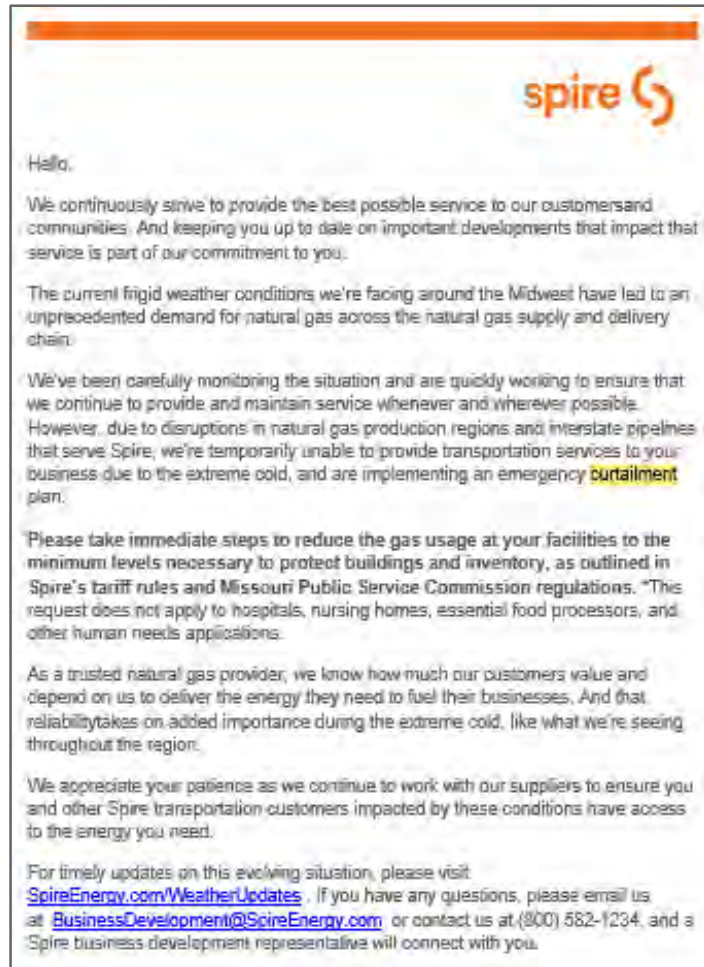 spire
Hello,
We continuously strive to provide the best possible service to our customersand
communities. And keeping you up to date on important developments that impact that
service is part of our commitment to you.
The current frigid weather conditions we're facing around the Midwest have led to an
unprecedented demand for natural gas across the natural gas supply and delivery
chain.
We've been carefully monitoring the situation and are quickly working to ensure that
we continue to provide and maintain service whenever and wherever possible.
However, due to disruptions in natural gas production regions and interstate pipelines
that serve Spire, we're temporarily unable to provide transportation services to your
business due to the extreme cold, and are implementing an emergency curtailment
plan.
Please take immediate steps to reduce the gas usage at your facilities to the
minimum levels necessary to protect buildings and inventory, as outlined in
Spire's tariff rules and Missouri Public Service Commission regulations. *This
request does not apply to hospitals, nursing homes, essential food processors, and
other human needs applications.
As a trusted natural gas provider, we know how much our customers value and
depend on us to deliver the energy they need to fuel their businesses. And that
reliabilitytakes on added importance during the extreme cold, like what we're seeing
throughout the region.
We appreciate your patience as we continue to work with our suppliers to ensure you
and other Spire transportation customers impacted by these conditions have access
to the energy you need.
For timely updates on this evolving situation, please visit
SpireEnergy.com/WeatherUpdates . If you have any questions, please email us
at BusinessDevelopment@SpireEnergy.com or contact us at (800) 582-1234, and a
Spire business development representative will connect with you.